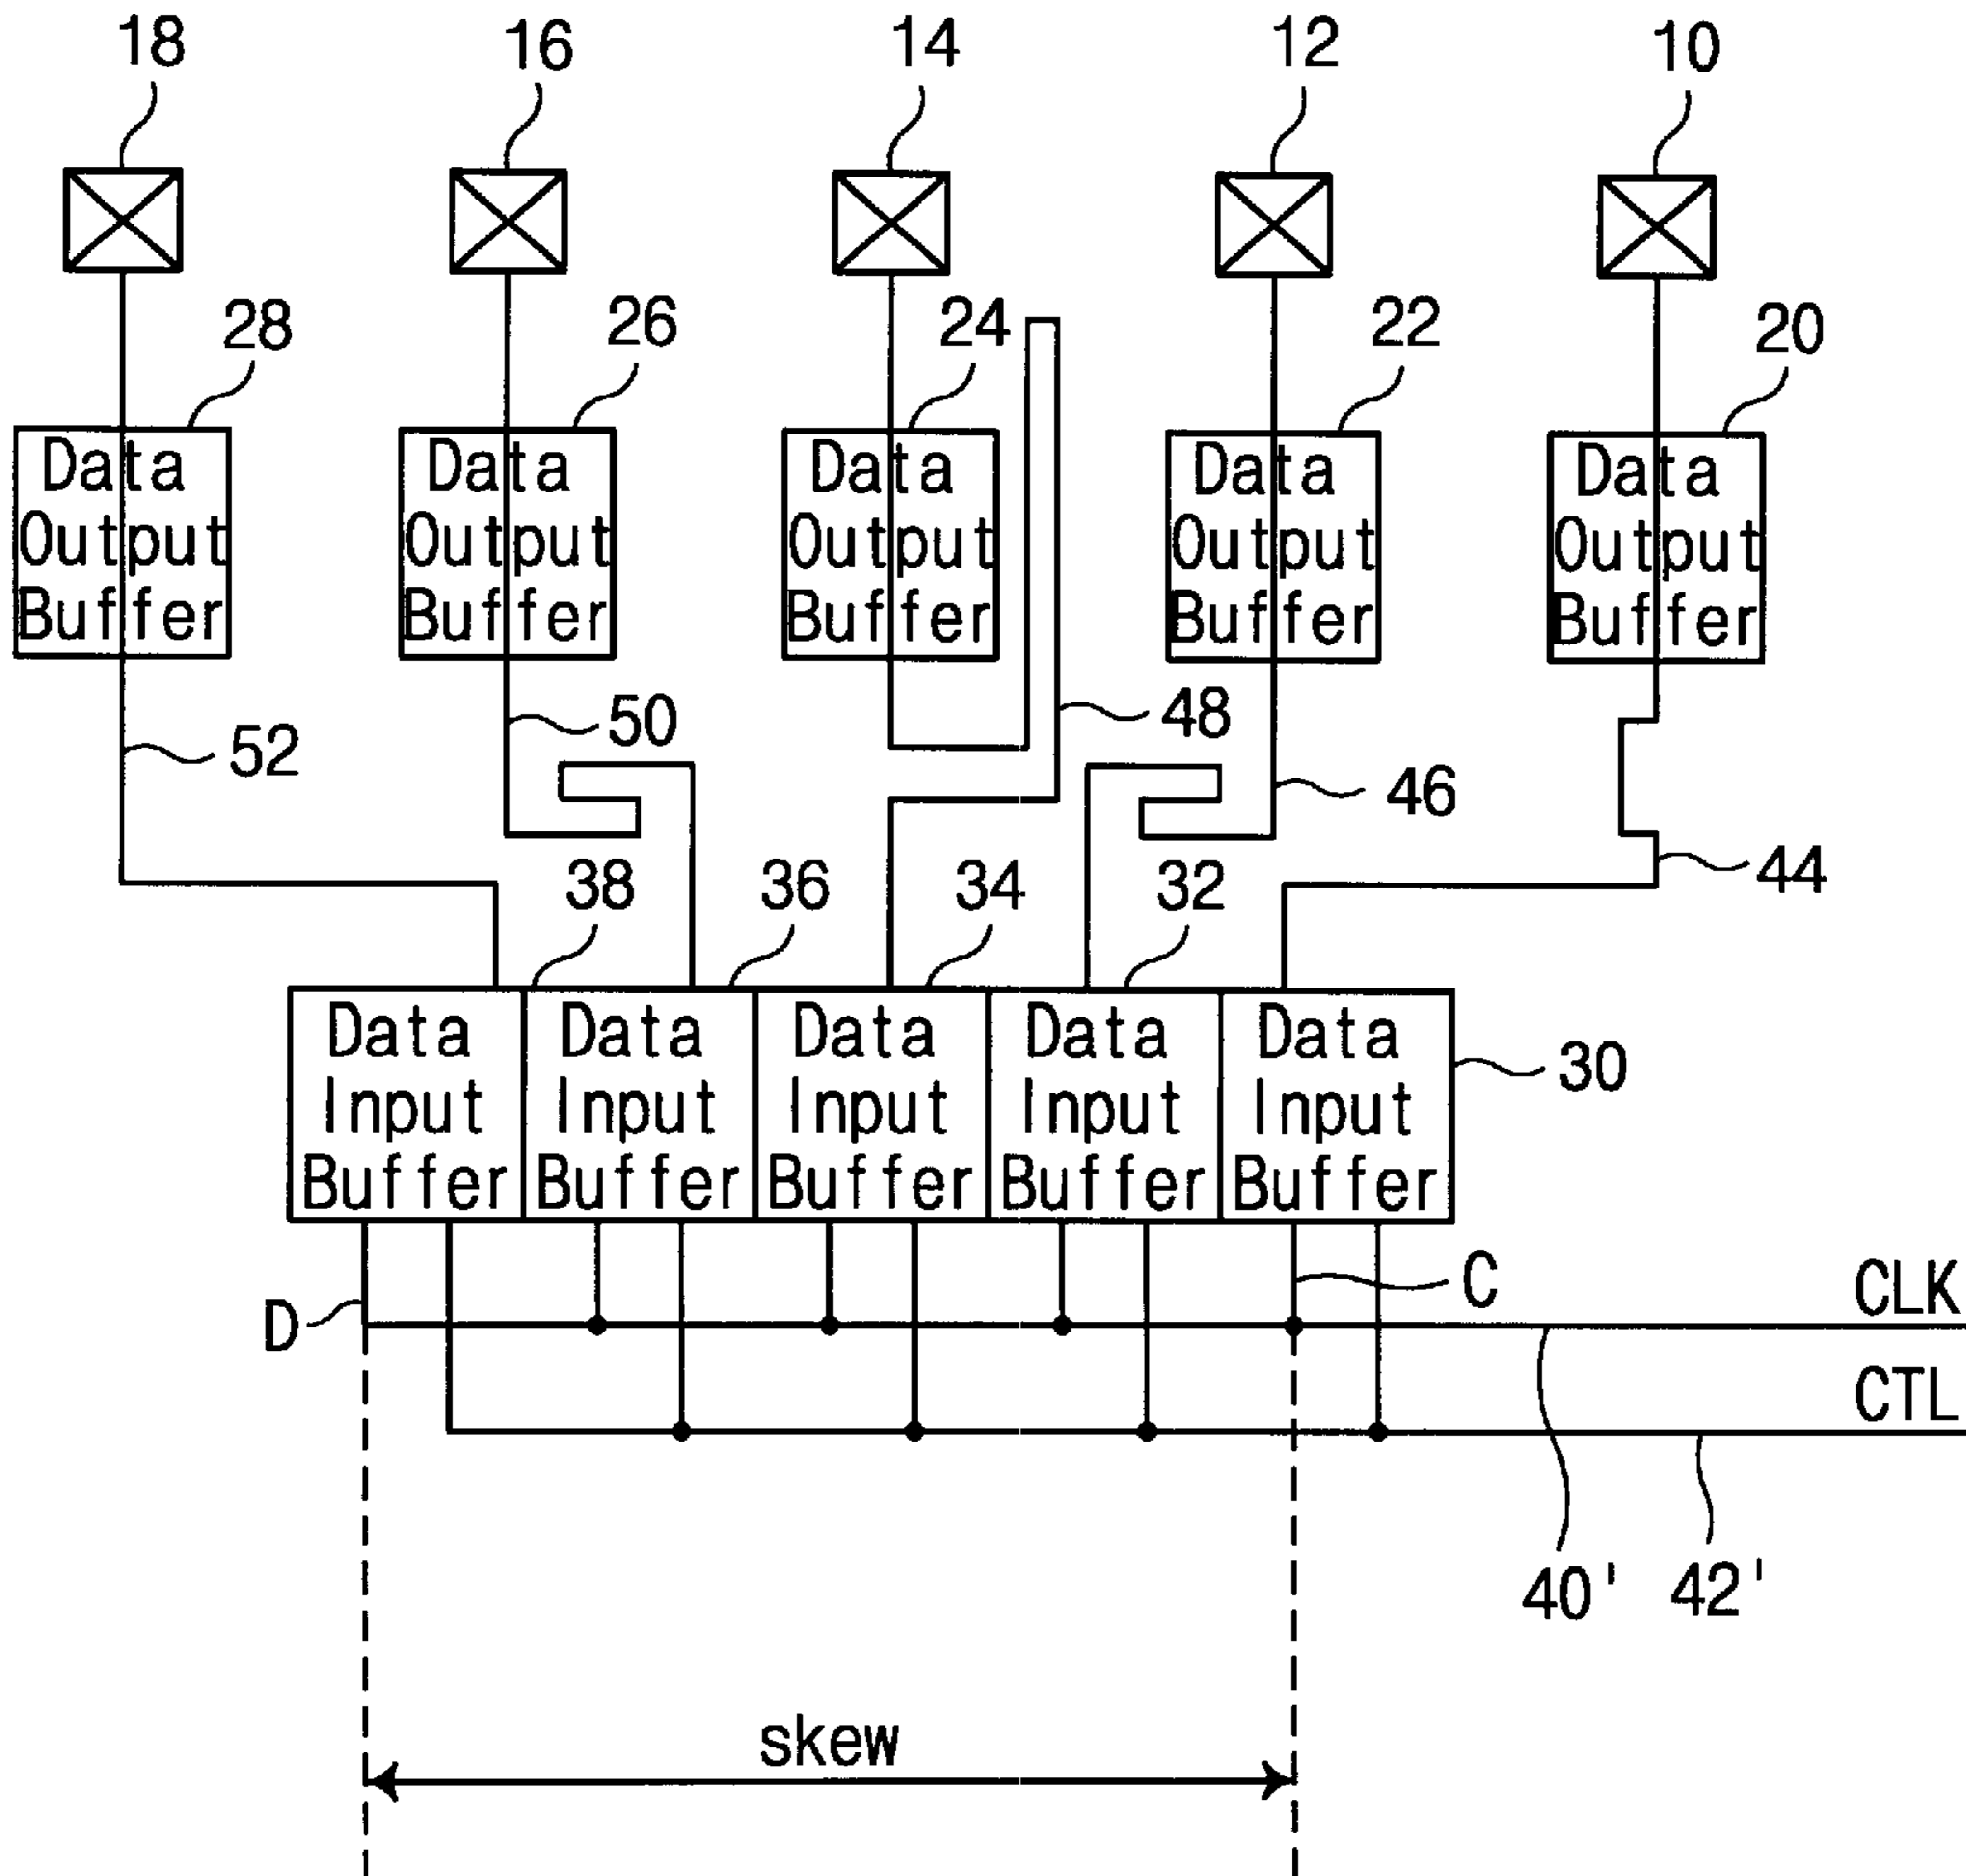 18 16 14 12 10
28 26 24 22 20
Data Output Buffer
Data Output Buffer
Data Output Buffer
Data Output Buffer
Data Output Buffer
52 50 48 46 44
38 36 34 32
Data Input Buffer
Data Input Buffer
Data Input Buffer
Data Input Buffer
Data Input Buffer
30
D C CLK
CTL
40' 42'
skew